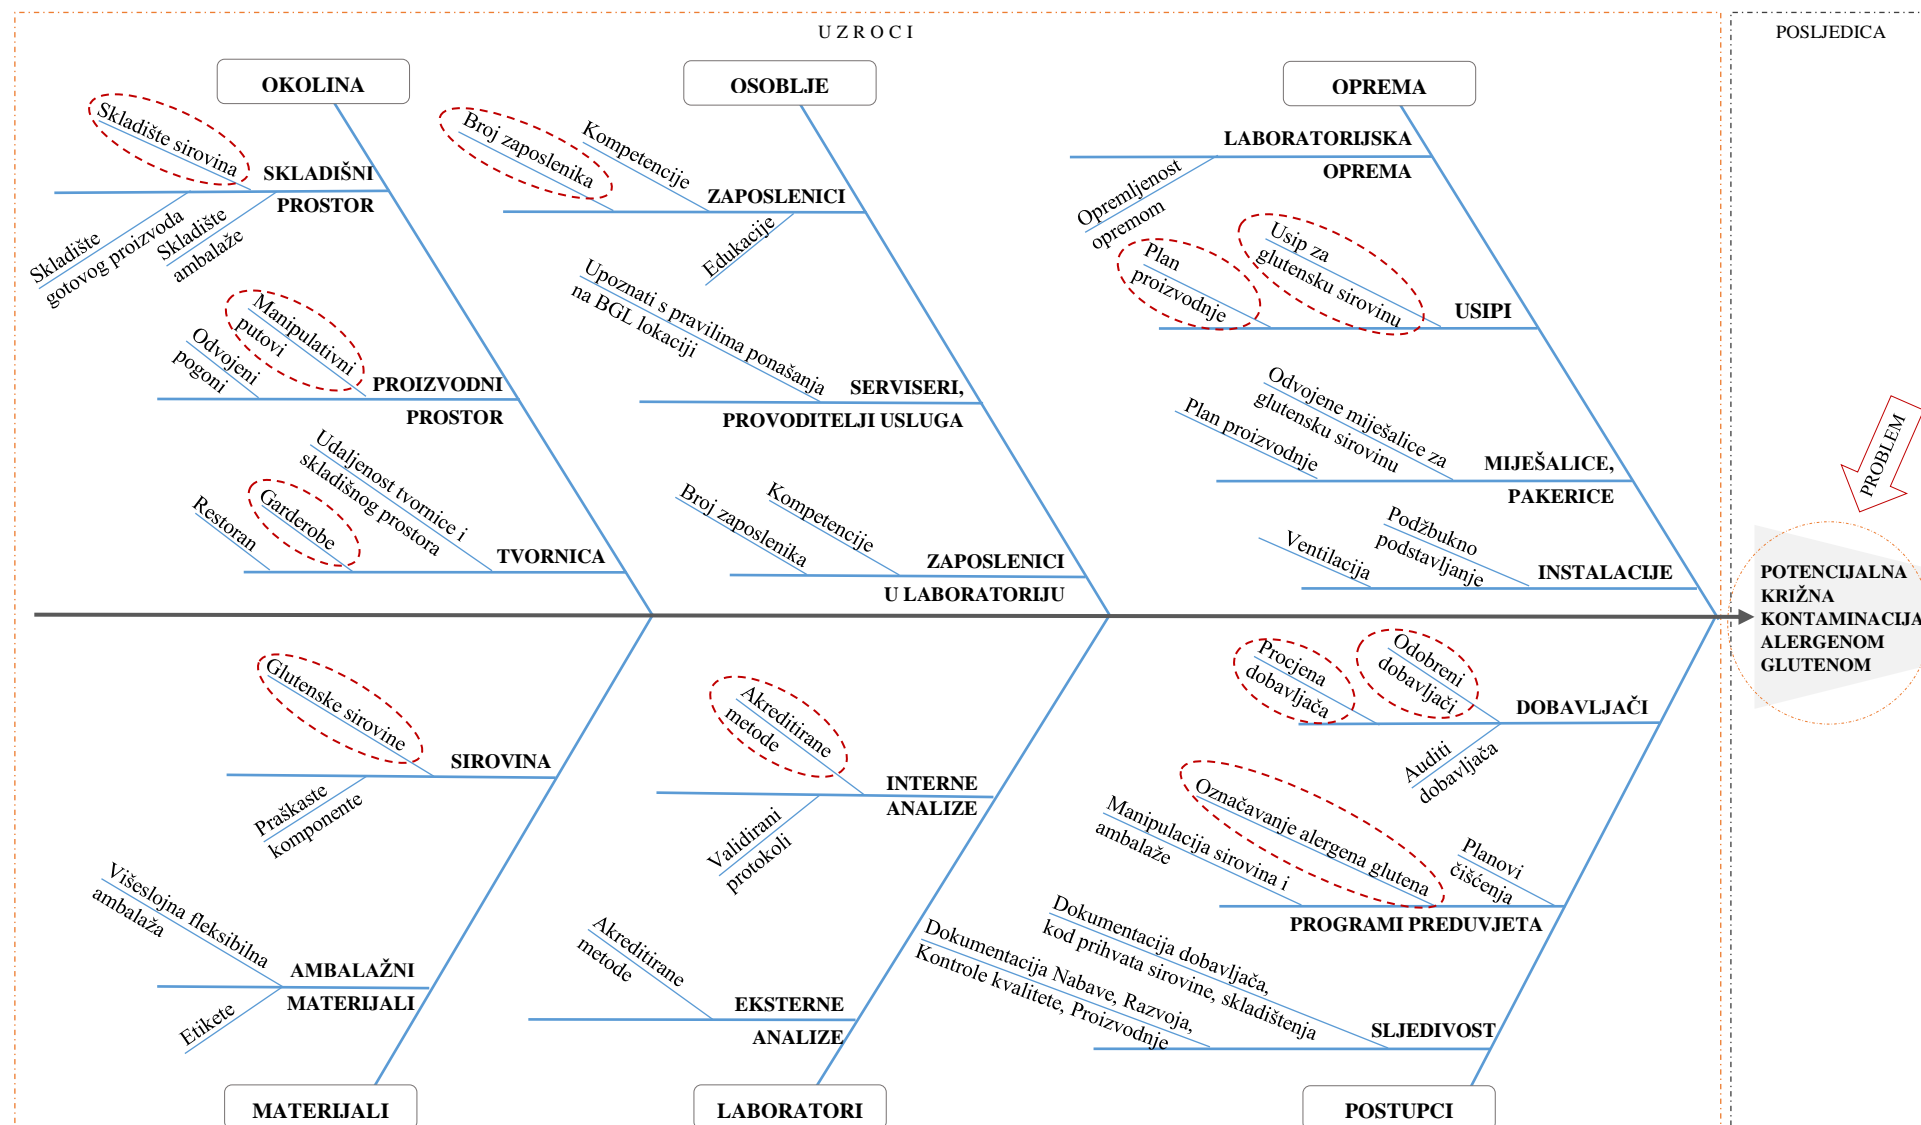 UZROCI
POSLJEDICA
OKOLINA
OSOBLJE
OPREMA
Skladište sirovina
SKLADIŠNI
PROSTOR
Skladište
gotovog proizvoda
Skladište
ambalaže
Manipulativni
putovi
Odvojeni
pogoni
PROIZVODNI
PROSTOR
Udaljenost tvornice i
skladišnog prostora
Garderobe
Restoran
TVORNICA
Broj zaposlenika
Kompetencije
ZAPOSLENICI
Edukacije
Upoznati s pravilima ponašanja
na BGL lokaciji
SERVISERI,
PROVODITELJI USLUGA
Broj zaposlenika
Kompetencije
ZAPOSLENICI
U LABORATORIJU
LABORATORIJSKA
OPREMA
Opremljenost
opremom
Plan
proizvodnje
Usip za
glutensku sirovinu
USIPI
Odvojene miješalice za
glutensku sirovinu
Plan proizvodnje
MIJEŠALICE,
PAKERICE
Podžbukno
podstavljanje
Ventilacija
INSTALACIJE
PROBLEM
POTENCIJALNA
KRIŽNA
KONTAMINACIJA
ALERGENOM
GLUTENOM
Glutenske sirovine
SIROVINA
Praškaste
komponente
Višeslojna fleksibilna
ambalaža
AMBALAŽNI
MATERIJALI
Etikete
Akreditirane
metode
INTERNE
ANALIZE
Validirani
protokoli
Akreditirane
metode
EKSTERNE
ANALIZE
Procjena
dobavljača
Odobreni
dobavljači
DOBAVLJAČI
Auditi
dobavljača
Označavanje alergena glutena
Manipulacija sirovina i
ambalaže
Planovi
čišćenja
PROGRAMI PREDUVJETA
Dokumentacija dobavljača,
kod prihvata sirovine, skladištenja
Dokumentacija Nabave, Razvoja,
Kontrole kvalitete, Proizvodnje
SLJEDIVOST
MATERIJALI
LABORATORI
POSTUPCI